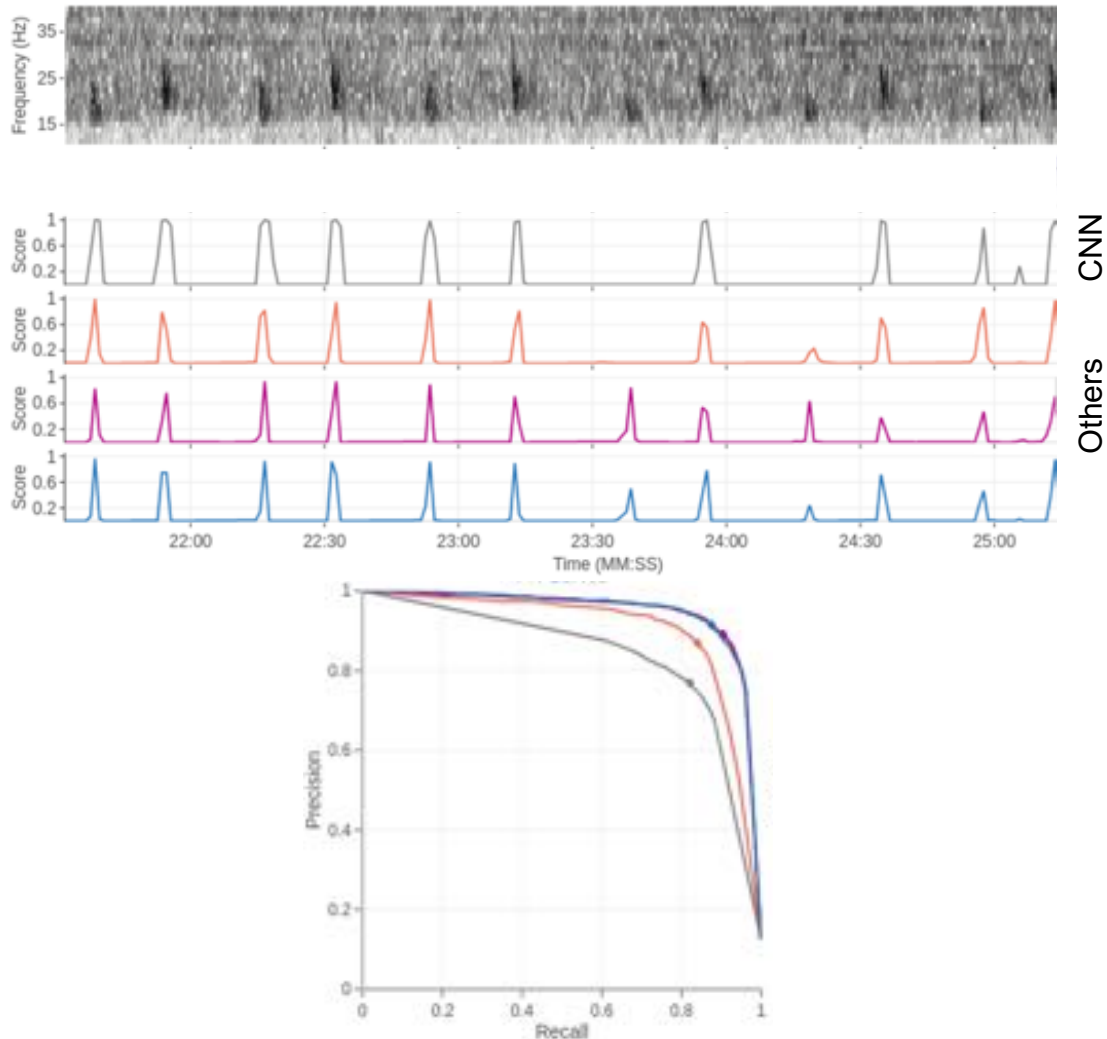 Frequency (Hz)
35
25
15
CNN
Score
1
0.6
0.2
Others
Score
1
0.6
0.2
Score
1
0.6
0.2
Score
1
0.6
0.2
22:00 22:30 23:00 23:30 24:00 24:30 25:00
Time (MM:SS)
Precision
1
0.8
0.6
0.4
0.2
0
0 0.2 0.4 0.6 0.8 1
Recall